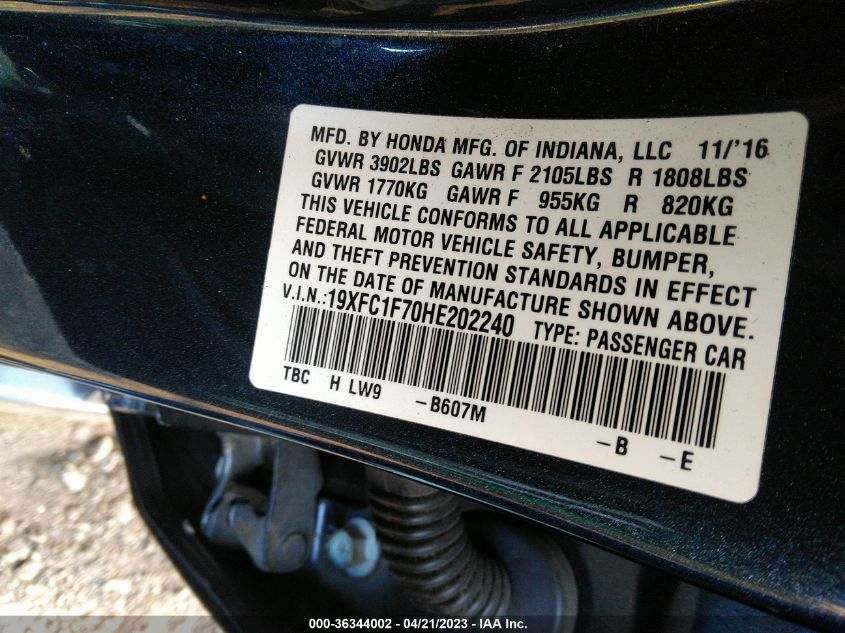 MFD. BY HONDA MFG. OF INDIANA, LLC 11/'16
GVWR 3902LBS GAWR F 2105LBS R 1808LBS
GVWR 1770KG GAWR F 955KG R 820KG
THIS VEHICLE CONFORMS TO ALL APPLICABLE
FEDERAL MOTOR VEHICLE SAFETY, BUMPER,
AND THEFT PREVENTION STANDARDS IN EFFECT
ON THE DATE OF MANUFACTURE SHOWN ABOVE.
V.I.N.:19XFC1F70HE202240 TYPE: PASSENGER CAR
TBC H LW9 -B607M -B -E
000-36344002 - 04/21/2023 - IAA Inc.